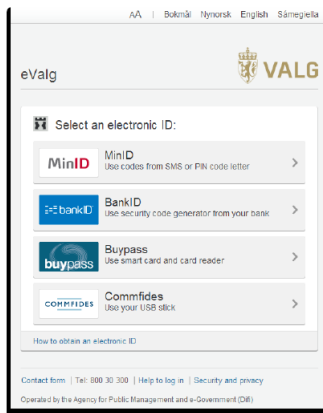 AA | Bokmål Nynorsk English Sámegiella
eValg
VALG
Select an electronic ID:
MinID
MinID
Use codes from SMS or PIN code letter
bankID
BankID
Use security code generator from your bank
buypass
Buypass
Use smart card and card reader
COMMFIDES
Commfides
Use your USB stick
How to obtain an electronic ID
Contact form | Tel: 800 30 300 | Help to log in | Security and privacy
Operated by the Agency for Public Management and e-Government (Difi)